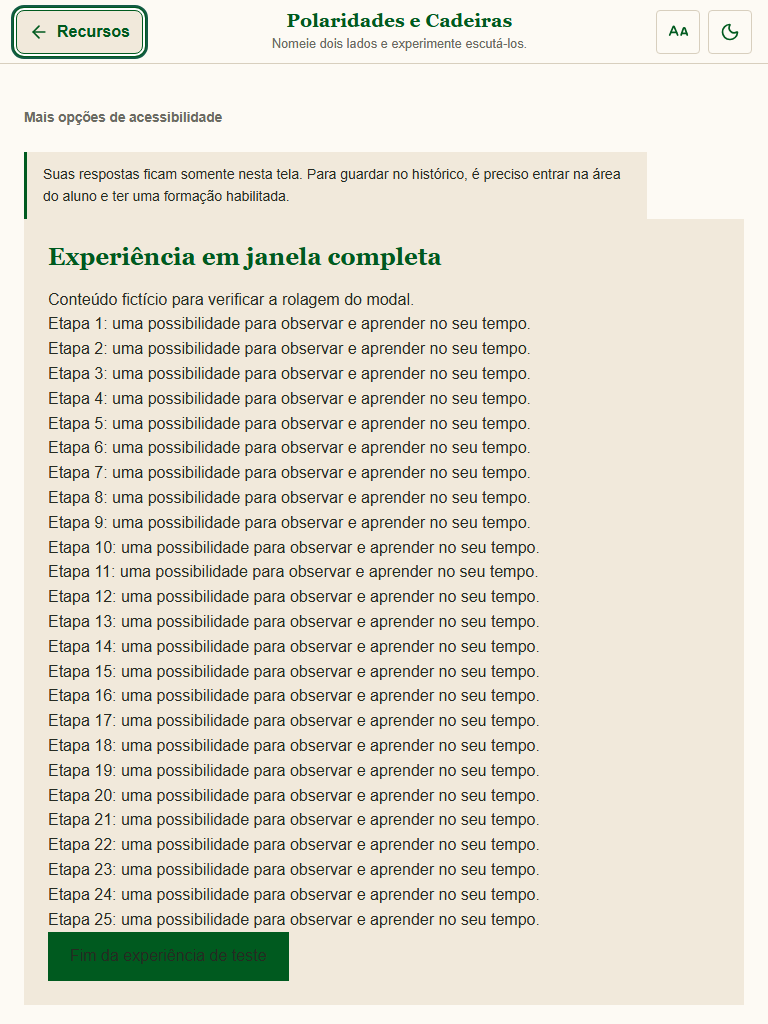 Recursos
Polaridades e Cadeiras
Nomeie dois lados e experimente escutá-los.
AA
Mais opções de acessibilidade
Suas respostas ficam somente nesta tela. Para guardar no histórico, é preciso entrar na área
do aluno e ter uma formação habilitada.
Experiência em janela completa
Conteúdo fictício para verificar a rolagem do modal.
Etapa 1: uma possibilidade para observar e aprender no seu tempo.
Etapa 2: uma possibilidade para observar e aprender no seu tempo.
Etapa 3: uma possibilidade para observar e aprender no seu tempo.
Etapa 4: uma possibilidade para observar e aprender no seu tempo.
Etapa 5: uma possibilidade para observar e aprender no seu tempo.
Etapa 6: uma possibilidade para observar e aprender no seu tempo.
Etapa 7: uma possibilidade para observar e aprender no seu tempo.
Etapa 8: uma possibilidade para observar e aprender no seu tempo.
Etapa 9: uma possibilidade para observar e aprender no seu tempo.
Etapa 10: uma possibilidade para observar e aprender no seu tempo.
Etapa 11: uma possibilidade para observar e aprender no seu tempo.
Etapa 12: uma possibilidade para observar e aprender no seu tempo.
Etapa 13: uma possibilidade para observar e aprender no seu tempo.
Etapa 14: uma possibilidade para observar e aprender no seu tempo.
Etapa 15: uma possibilidade para observar e aprender no seu tempo.
Etapa 16: uma possibilidade para observar e aprender no seu tempo.
Etapa 17: uma possibilidade para observar e aprender no seu tempo.
Etapa 18: uma possibilidade para observar e aprender no seu tempo.
Etapa 19: uma possibilidade para observar e aprender no seu tempo.
Etapa 20: uma possibilidade para observar e aprender no seu tempo.
Etapa 21: uma possibilidade para observar e aprender no seu tempo.
Etapa 22: uma possibilidade para observar e aprender no seu tempo.
Etapa 23: uma possibilidade para observar e aprender no seu tempo.
Etapa 24: uma possibilidade para observar e aprender no seu tempo.
Etapa 25: uma possibilidade para observar e aprender no seu tempo.
Fim da experiência de teste